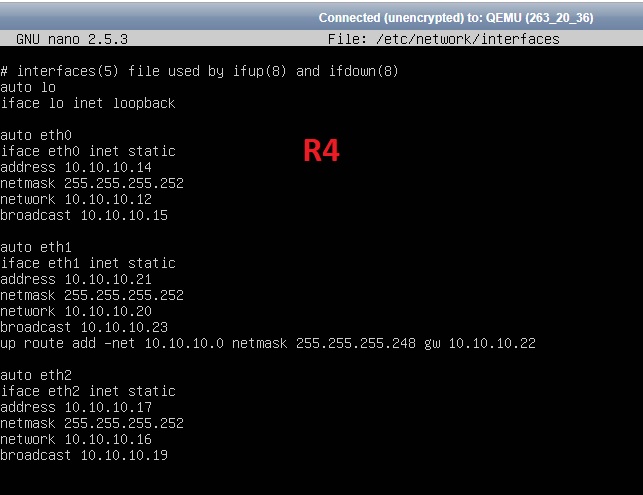 Connected (unencrypted) to: QEMU (263_20_36)
GNU nano 2.5.3 File: /etc/network/interfaces
# interfaces(5) file used by ifup(8) and ifdown(8)
auto lo
iface lo inet loopback
auto eth0
iface eth0 inet static
R4
address 10.10.10.14
netmask 255.255.255.252
network 10.10.10.12
broadcast 10.10.10.15
auto eth1
iface eth1 inet static
address 10.10.10.21
netmask 255.255.255.252
network 10.10.10.20
broadcast 10.10.10.23
up route add -net 10.10.10.0 netmask 255.255.255.248 gw 10.10.10.22
auto eth2
iface eth2 inet static
address 10.10.10.17
netmask 255.255.255.252
network 10.10.10.16
broadcast 10.10.10.19